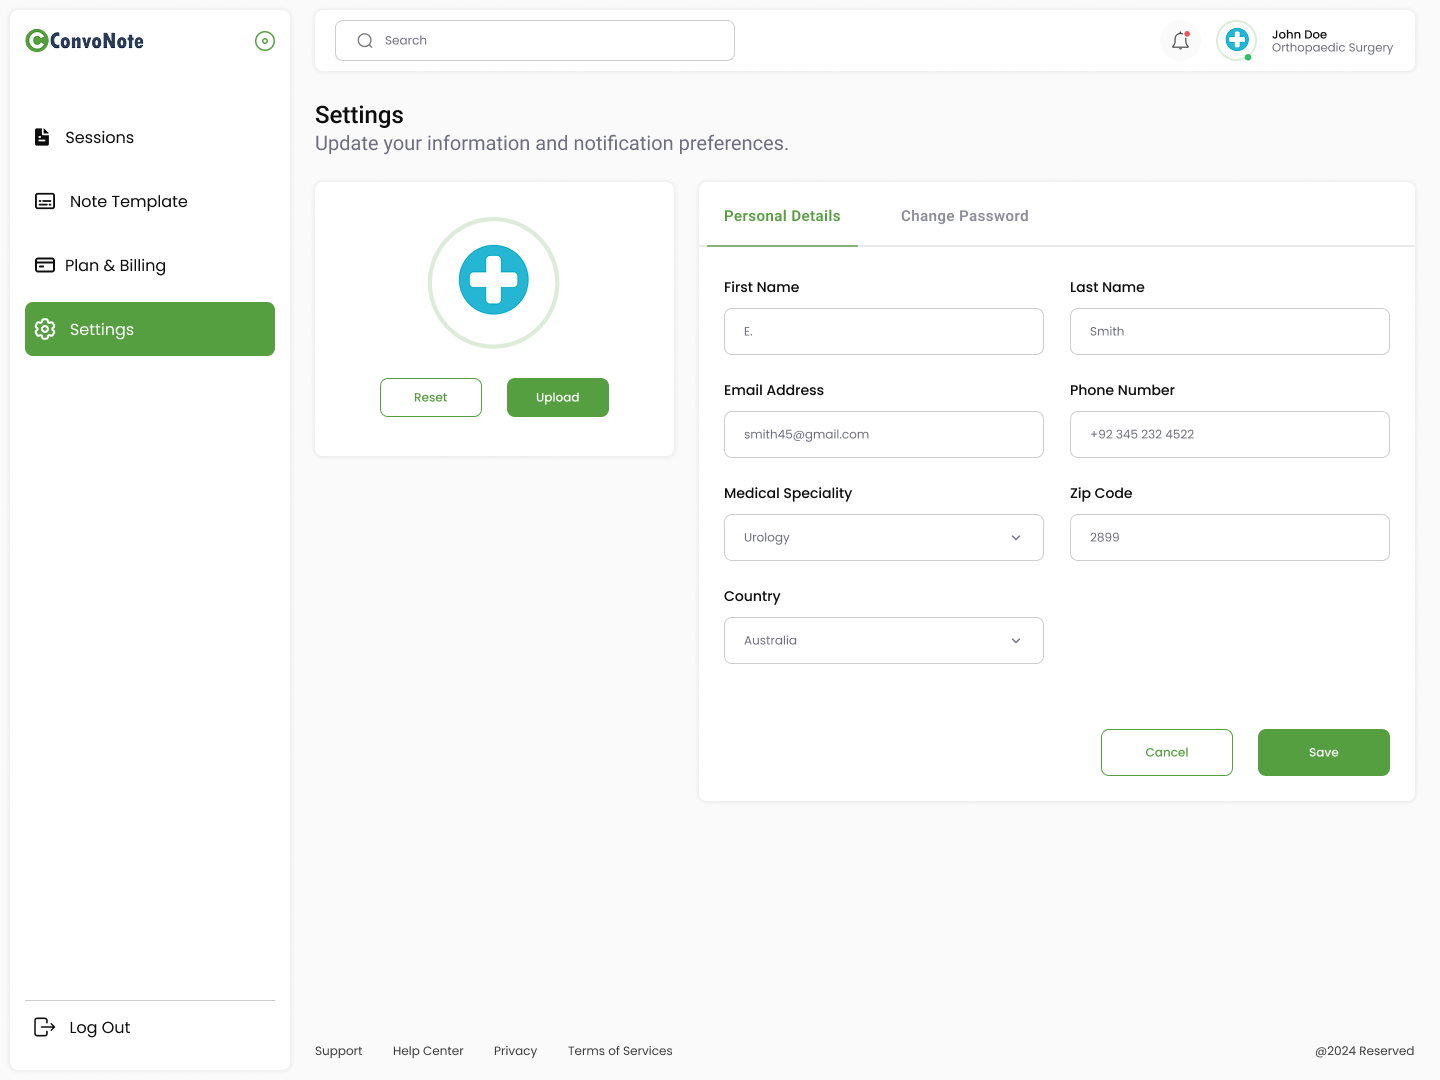 ConvoNote
Sessions
Note Template
Plan & Billing
Settings
Log Out
Search
John Doe
Orthopaedic Surgery
Settings
Update your information and notification preferences.
Reset
Upload
Personal Details
Change Password
First Name
Last Name
E.
Smith
Email Address
Phone Number
smith45@gmail.com
+92 345 232 4522
Medical Speciality
Zip Code
Urology
2899
Country
Australia
Cancel
Save
Support
Help Center
Privacy
Terms of Services
@2024 Reserved